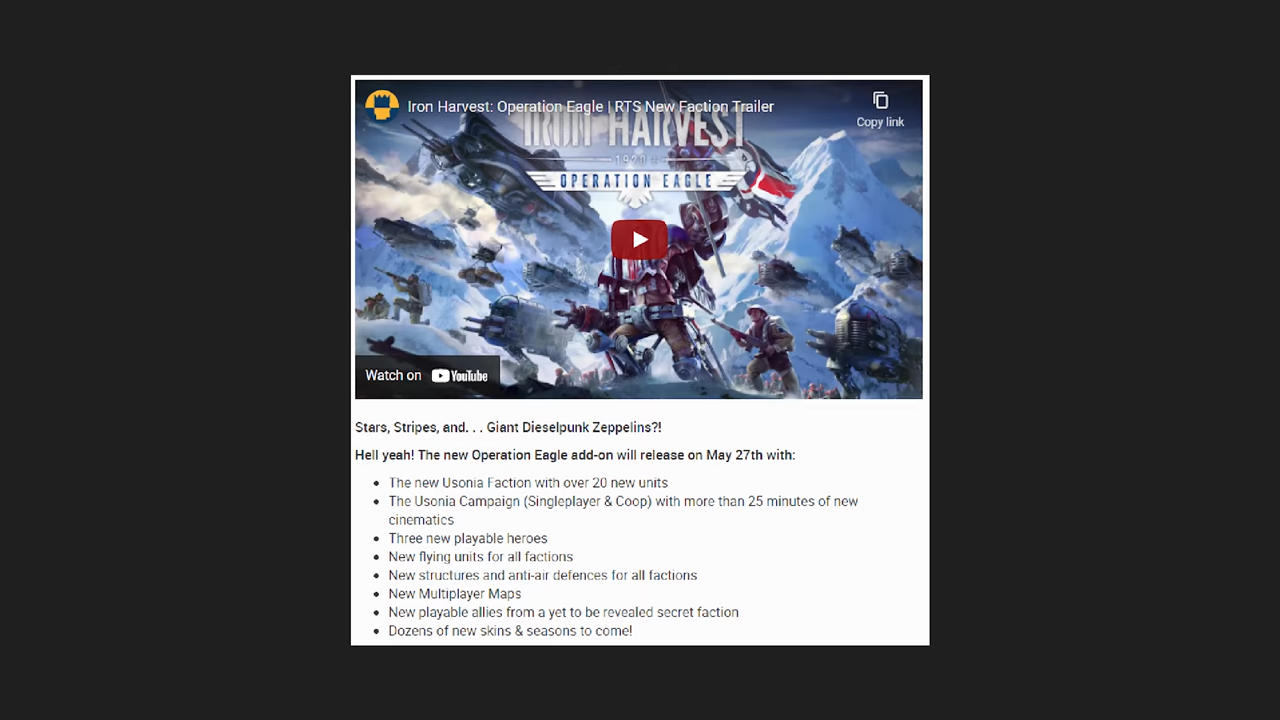 Iron Harvest: Operation Eagle | RTS New Faction Trailer
Copy link
IRON HARVEST
1920
OPERATION EAGLE
Watch on YouTube
Stars, Stripes, and. . . Giant Dieselpunk Zeppelins?!
Hell yeah! The new Operation Eagle add-on will release on May 27th with:
• The new Usonia Faction with over 20 new units
• The Usonia Campaign (Singleplayer & Coop) with more than 25 minutes of new
cinematics
• Three new playable heroes
• New flying units for all factions
• New structures and anti-air defences for all factions
• New Multiplayer Maps
• New playable allies from a yet to be revealed secret faction
• Dozens of new skins & seasons to come!